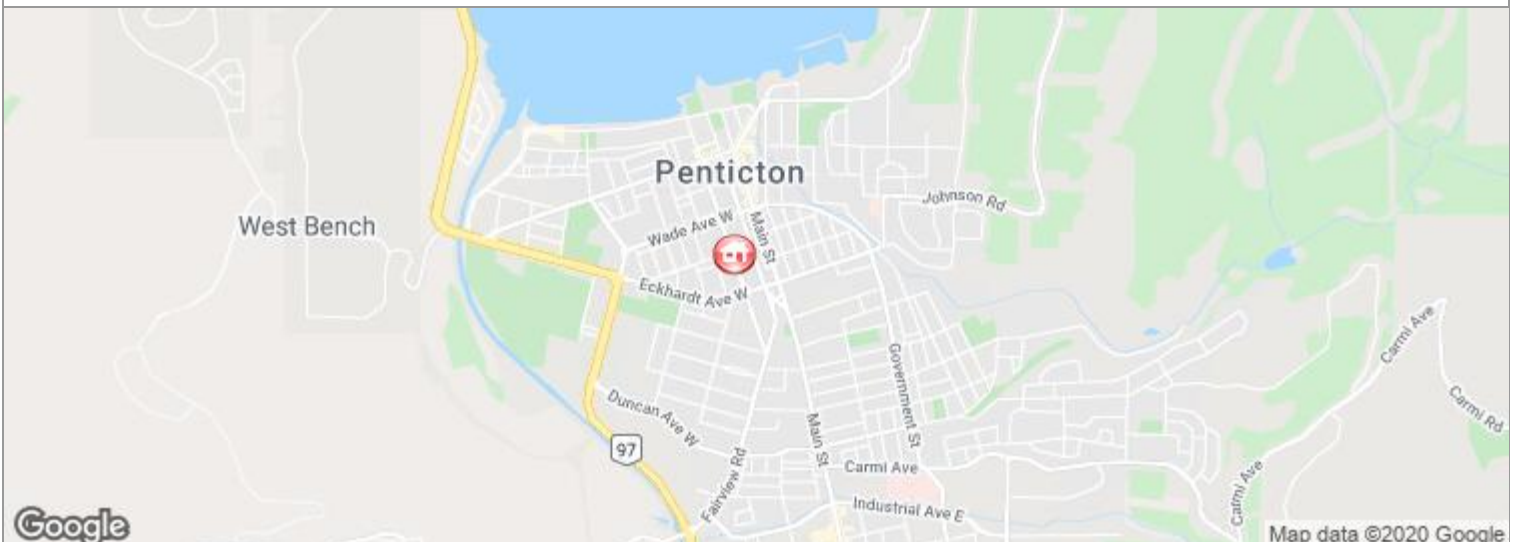 Penticton
Johnson Rd
West Bench
Wade Ave W
Main St
Eckhardt Ave W
Government St
Carmi Ave
Duncan Ave W
Carmi Rd
Main St
97
Fairview Rd
Carmi Ave
Carmi Ave
Industrial Ave E
Google
Map data ©2020 Google